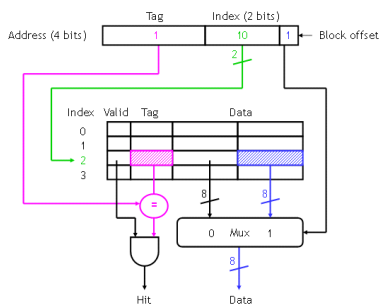 Tag Index (2 bits)
Address (4 bits) 1 10 1 Block offset
2
Index Valid Tag Data
0
1
2
3
8 8
=
0 Mux 1
8
Hit Data